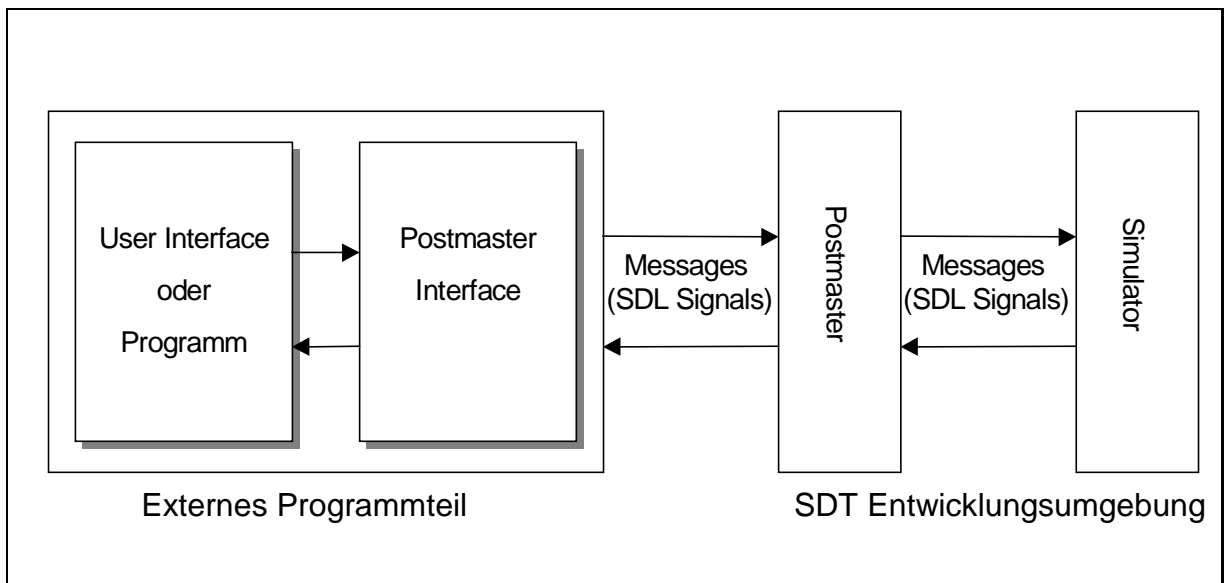 User Interface
oder
Programm
Postmaster
Interface
Messages
(SDL Signals)
Postmaster
Messages
(SDL Signals)
Simulator
Externes Programmteil
SDT Entwicklungsumgebung